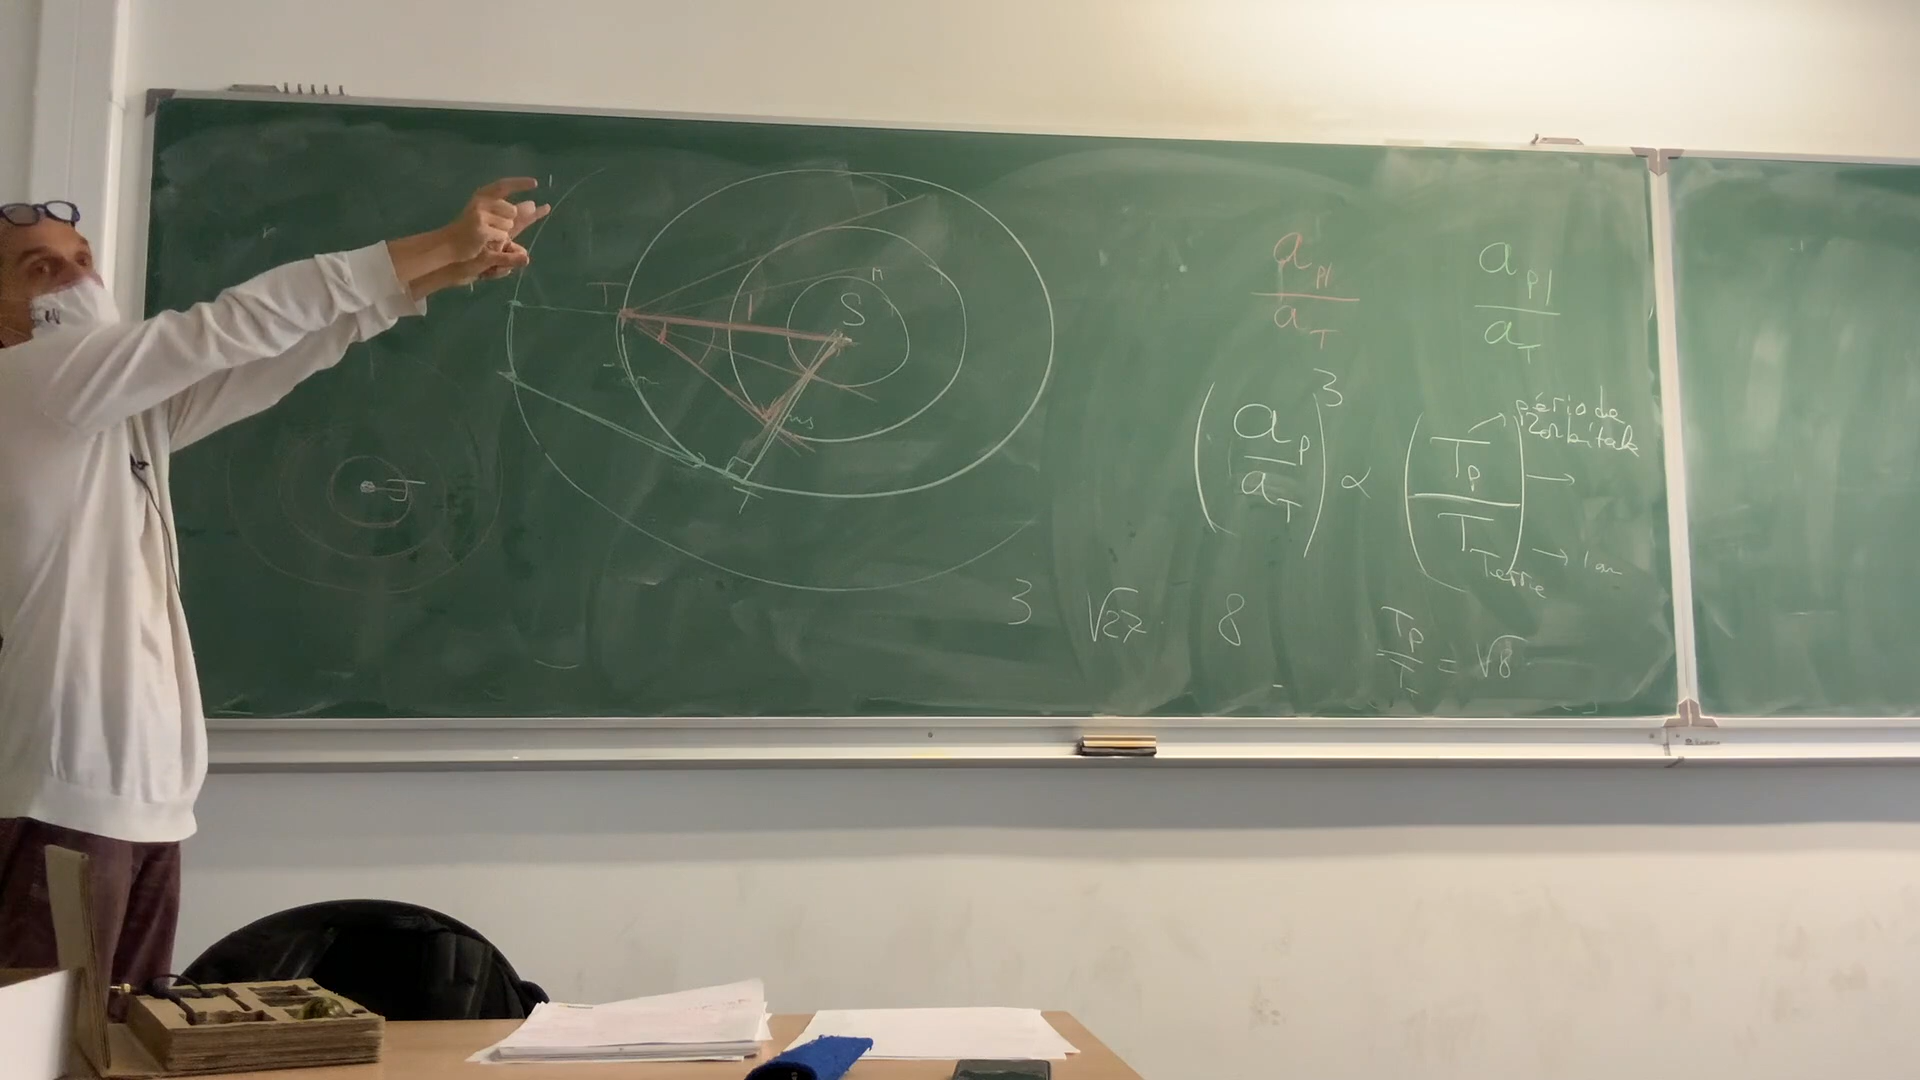 T
S
M
J
T
a_pl / a_T
a_pl / a_T
(a_P / a_T)^3 ∝ (T_P / T_Terre)
période
orbitale
→ 1 an
3 √27 8
T_P / T = √8